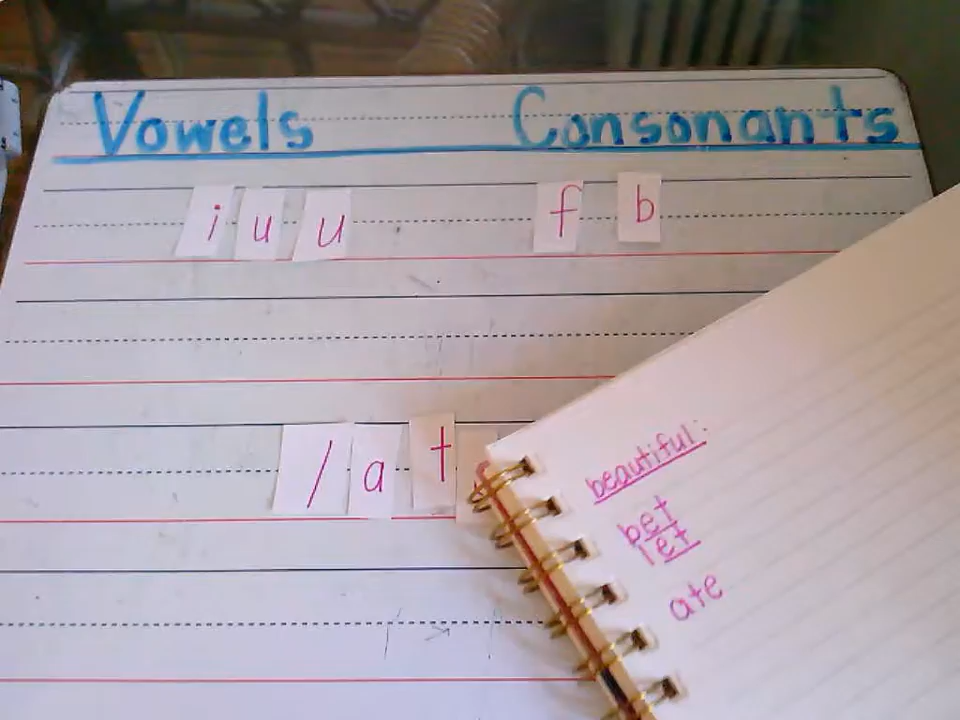 Vowels Consonants
i u u f b
l a t
beautiful:
bet
let
ate